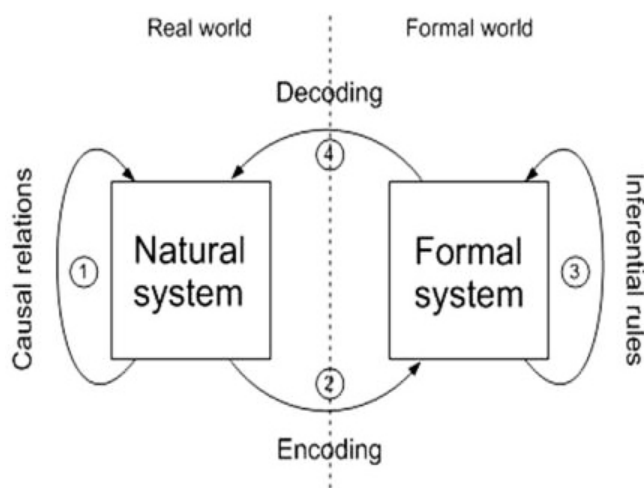 Real world
Formal world
Decoding
4
Causal relations
1
Natural
system
Formal
system
3
Inferential rules
2
Encoding